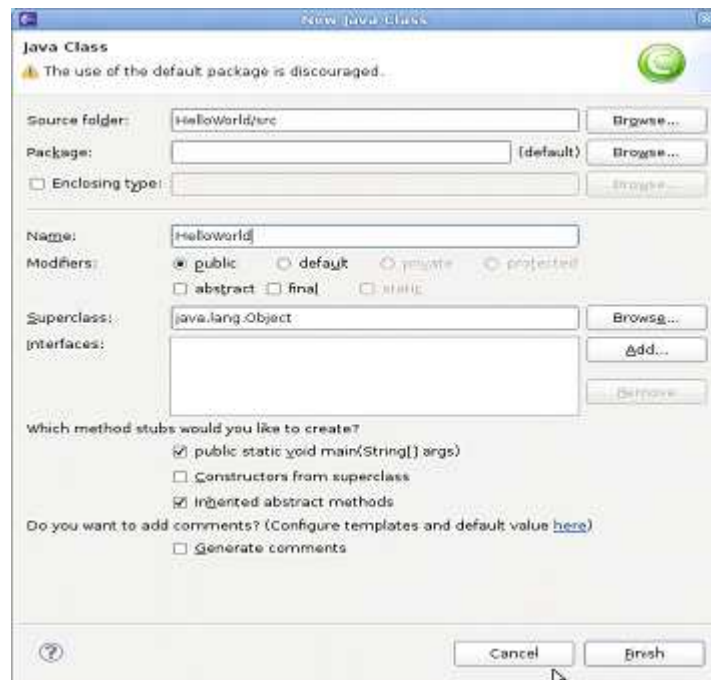 New Java Class
Java Class
The use of the default package is discouraged.
Source folder: HelloWorld/src Browse...
Package: (default) Browse...
Enclosing type: Browse...
Name: HelloWorld
Modifiers: public default private protected
abstract final static
Superclass: java.lang.Object Browse...
Interfaces: Add...
Remove
Which method stubs would you like to create?
public static void main(String[] args)
Constructors from superclass
Inherited abstract methods
Do you want to add comments? (Configure templates and default value here)
Generate comments
? Cancel Finish